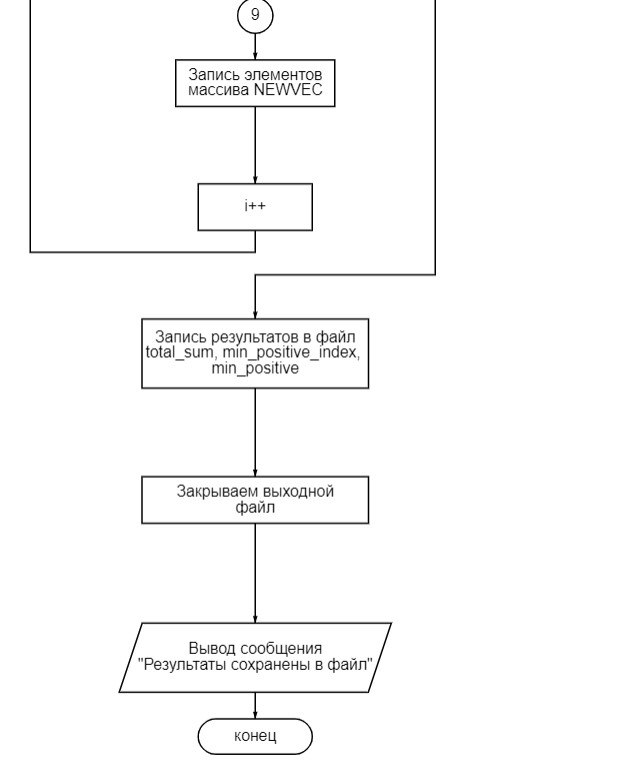 9
Запись элементов
массива NEWVEC
i++
Запись результатов в файл
total_sum, min_positive_index,
min_positive
Закрываем выходной
файл
Вывод сообщения
"Результаты сохранены в файл"
конец